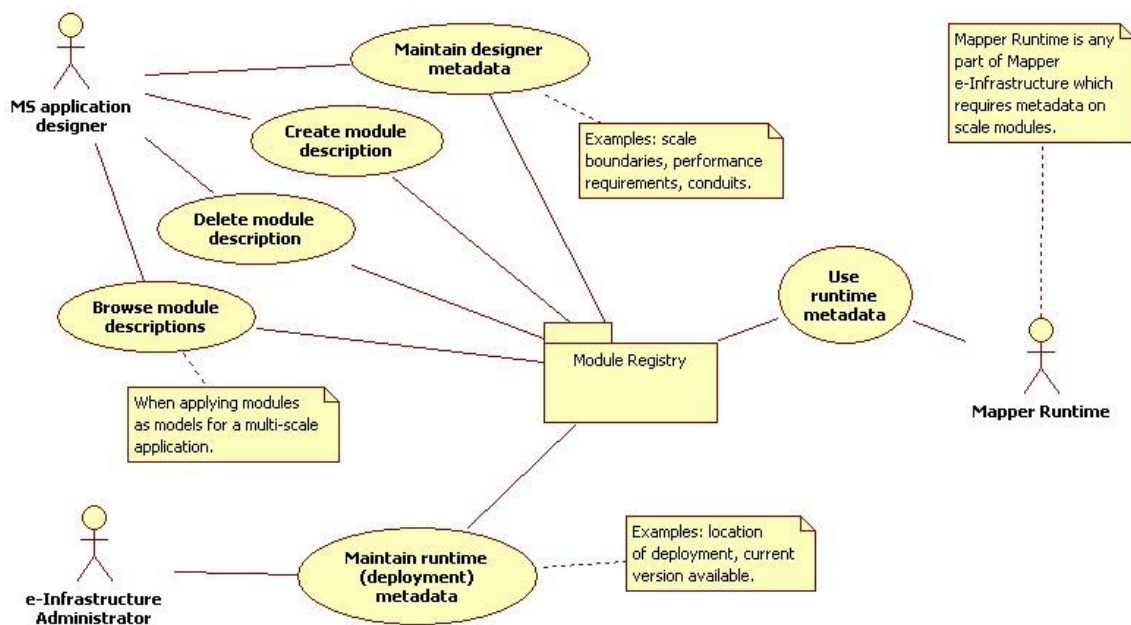 MS application
designer
Maintain designer
metadata
Mapper Runtime is any
part of Mapper
e-Infrastructure which
requires metadata on
scale modules.
Create module
description
Examples: scale
boundaries, performance
requirements, conduits.
Delete module
description
Browse module
descriptions
Use
runtime
metadata
Module Registry
Mapper Runtime
When applying modules
as models for a multi-scale
application.
e-Infrastructure
Administrator
Maintain runtime
(deployment)
metadata
Examples: location
of deployment, current
version available.